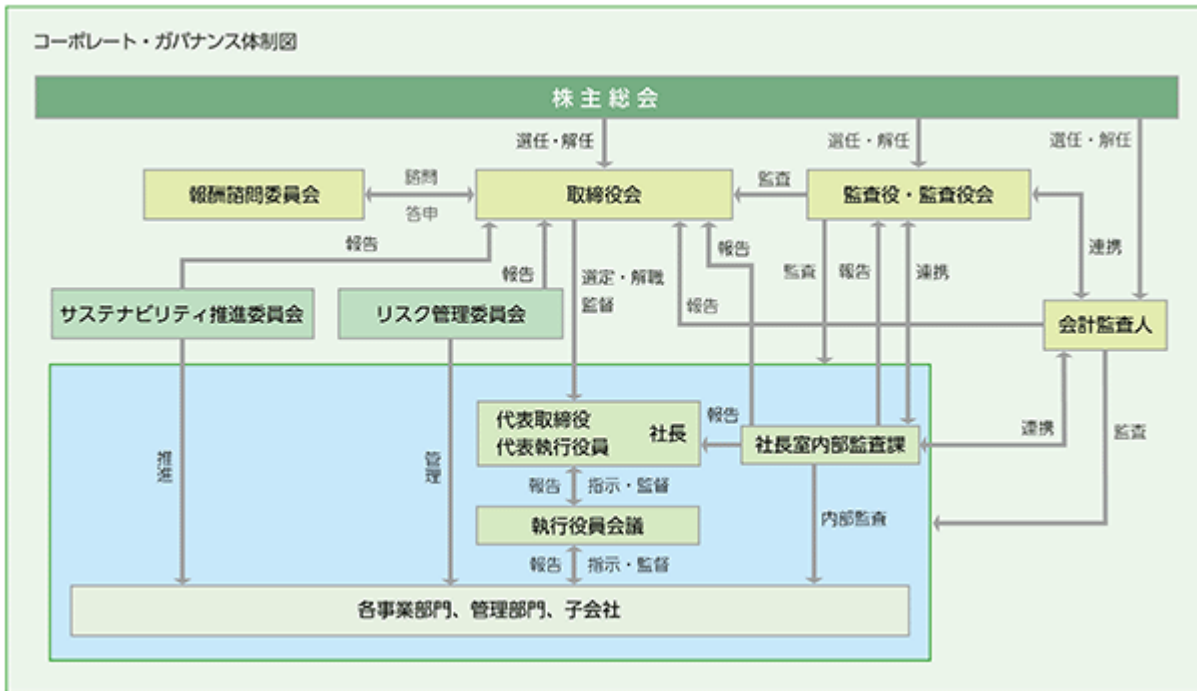 コーポレート・ガバナンス体制図
株主総会
選任・解任
選任・解任
選任・解任
報酬諮問委員会
諮問
答申
取締役会
監査
監査役・監査役会
報告
報告
選定・解職
監督
報告
報告
監査
報告
連携
連携
サステナビリティ推進委員会
リスク管理委員会
会計監査人
代表取締役
代表執行役員
社長
報告
社長室内部監査課
連携
監査
推進
管理
報告
指示・監督
執行役員会議
内部監査
報告
指示・監督
各事業部門、管理部門、子会社